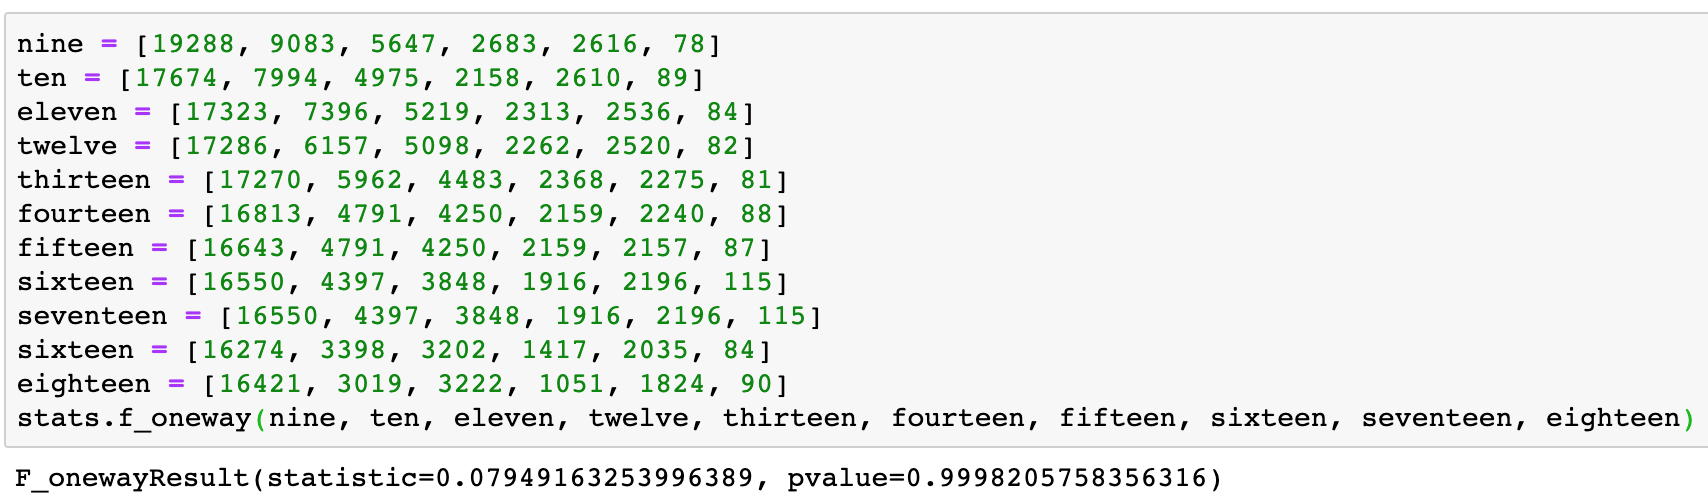 nine = [19288, 9083, 5647, 2683, 2616, 78]
ten = [17674, 7994, 4975, 2158, 2610, 89]
eleven = [17323, 7396, 5219, 2313, 2536, 84]
twelve = [17286, 6157, 5098, 2262, 2520, 82]
thirteen = [17270, 5962, 4483, 2368, 2275, 81]
fourteen = [16813, 4791, 4250, 2159, 2240, 88]
fifteen = [16643, 4791, 4250, 2159, 2157, 87]
sixteen = [16550, 4397, 3848, 1916, 2196, 115]
seventeen = [16550, 4397, 3848, 1916, 2196, 115]
sixteen = [16274, 3398, 3202, 1417, 2035, 84]
eighteen = [16421, 3019, 3222, 1051, 1824, 90]
stats.f_oneway(nine, ten, eleven, twelve, thirteen, fourteen, fifteen, sixteen, seventeen, eighteen)
F_onewayResult(statistic=0.07949163253996389, pvalue=0.9998205758356316)